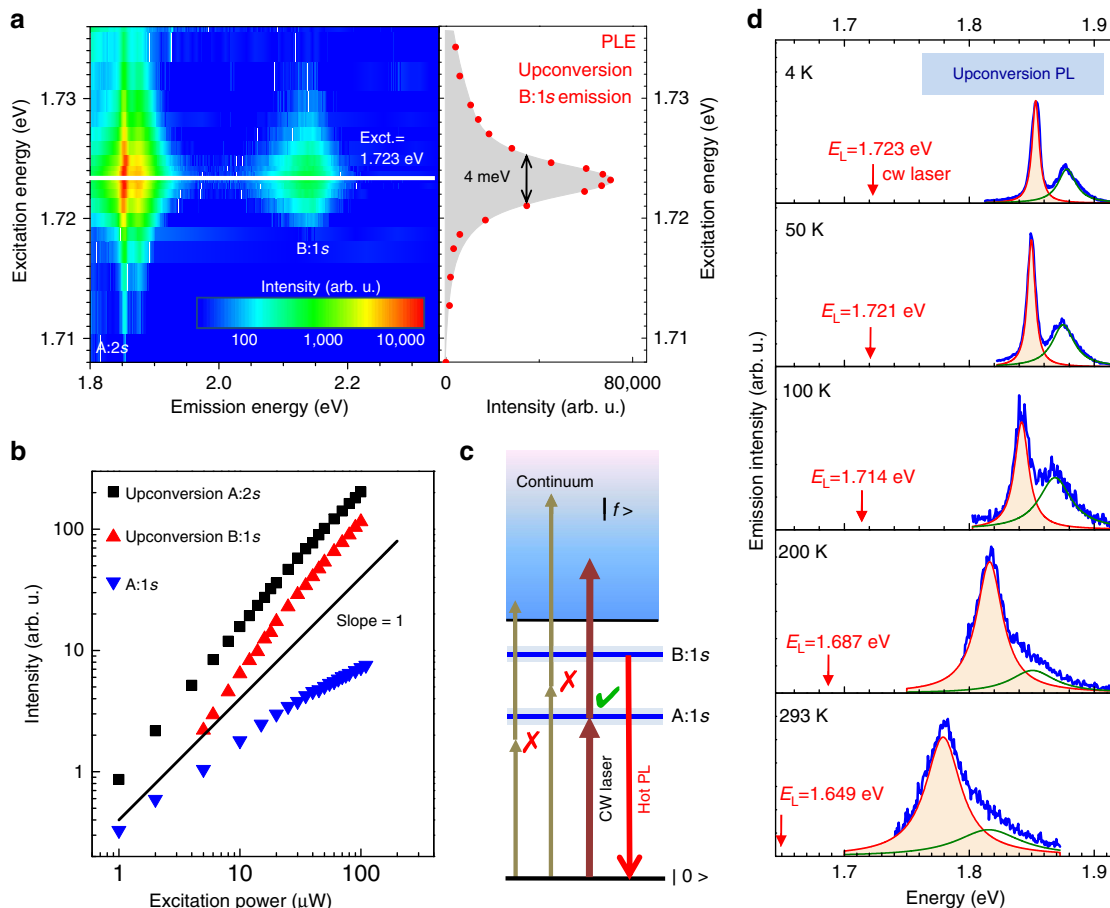 a
Excitation energy (eV)
1.73
1.72
1.71
Exct.=
1.723 eV
B:1s
Intensity (arb. u.)
100
1,000
10,000
A:2s
1.8
2
2.2
Emission energy (eV)
PLE
Upconversion
B:1s emission
4 meV
1.73
1.72
1.71
Excitation energy (eV)
0
80,000
Intensity (arb. u.)
b
Intensity (arb. u.)
100
10
1
Upconversion A:2s
Upconversion B:1s
A:1s
Slope = 1
1
10
100
Excitation power (μW)
c
Continuum
| f >
B:1s
✗
✓
A:1s
✗
CW laser
Hot PL
| 0 >
d
1.7
1.8
1.9
4 K
Upconversion PL
EL=1.723 eV
cw laser
50 K
EL=1.721 eV
100 K
EL=1.714 eV
200 K
EL=1.687 eV
293 K
EL=1.649 eV
Emission intensity (arb. u.)
1.7
1.8
1.9
Energy (eV)